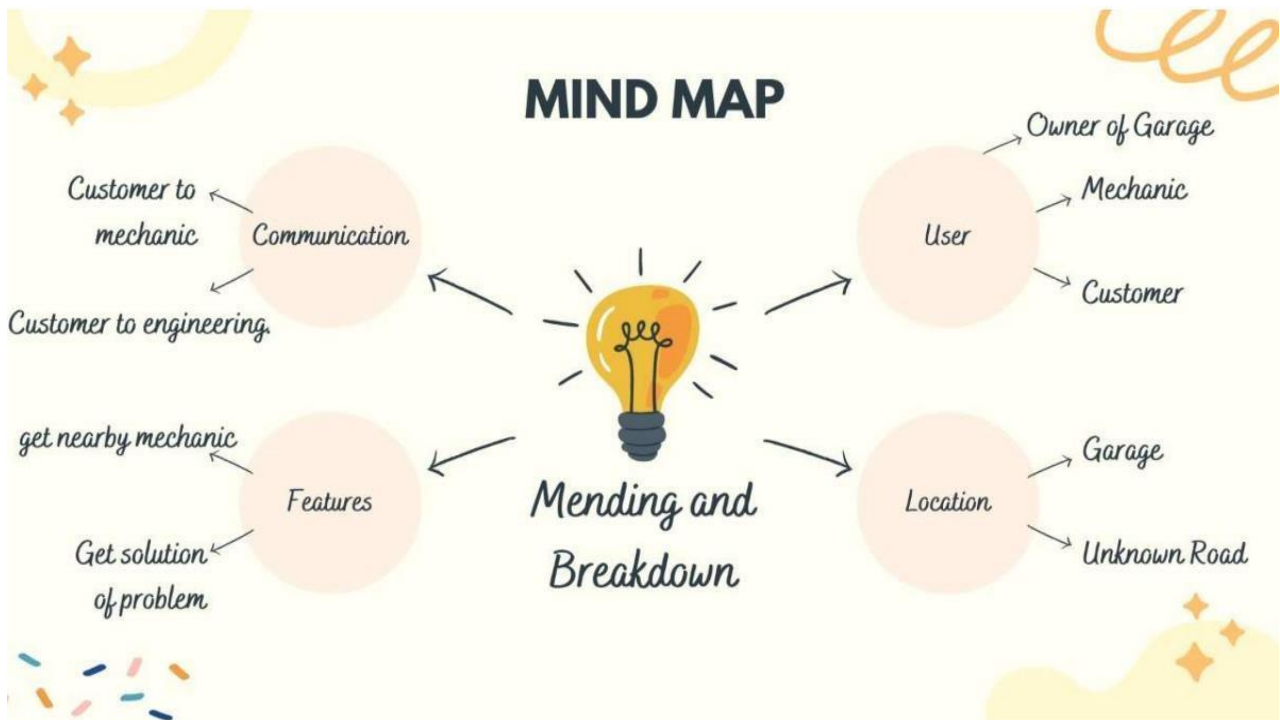 MIND MAP
Customer to
mechanic
Communication
Customer to engineering.
Owner of Garage
Mechanic
User
Customer
get nearby mechanic
Features
Get solution
of problem
Mending and
Breakdown
Garage
Location
Unknown Road